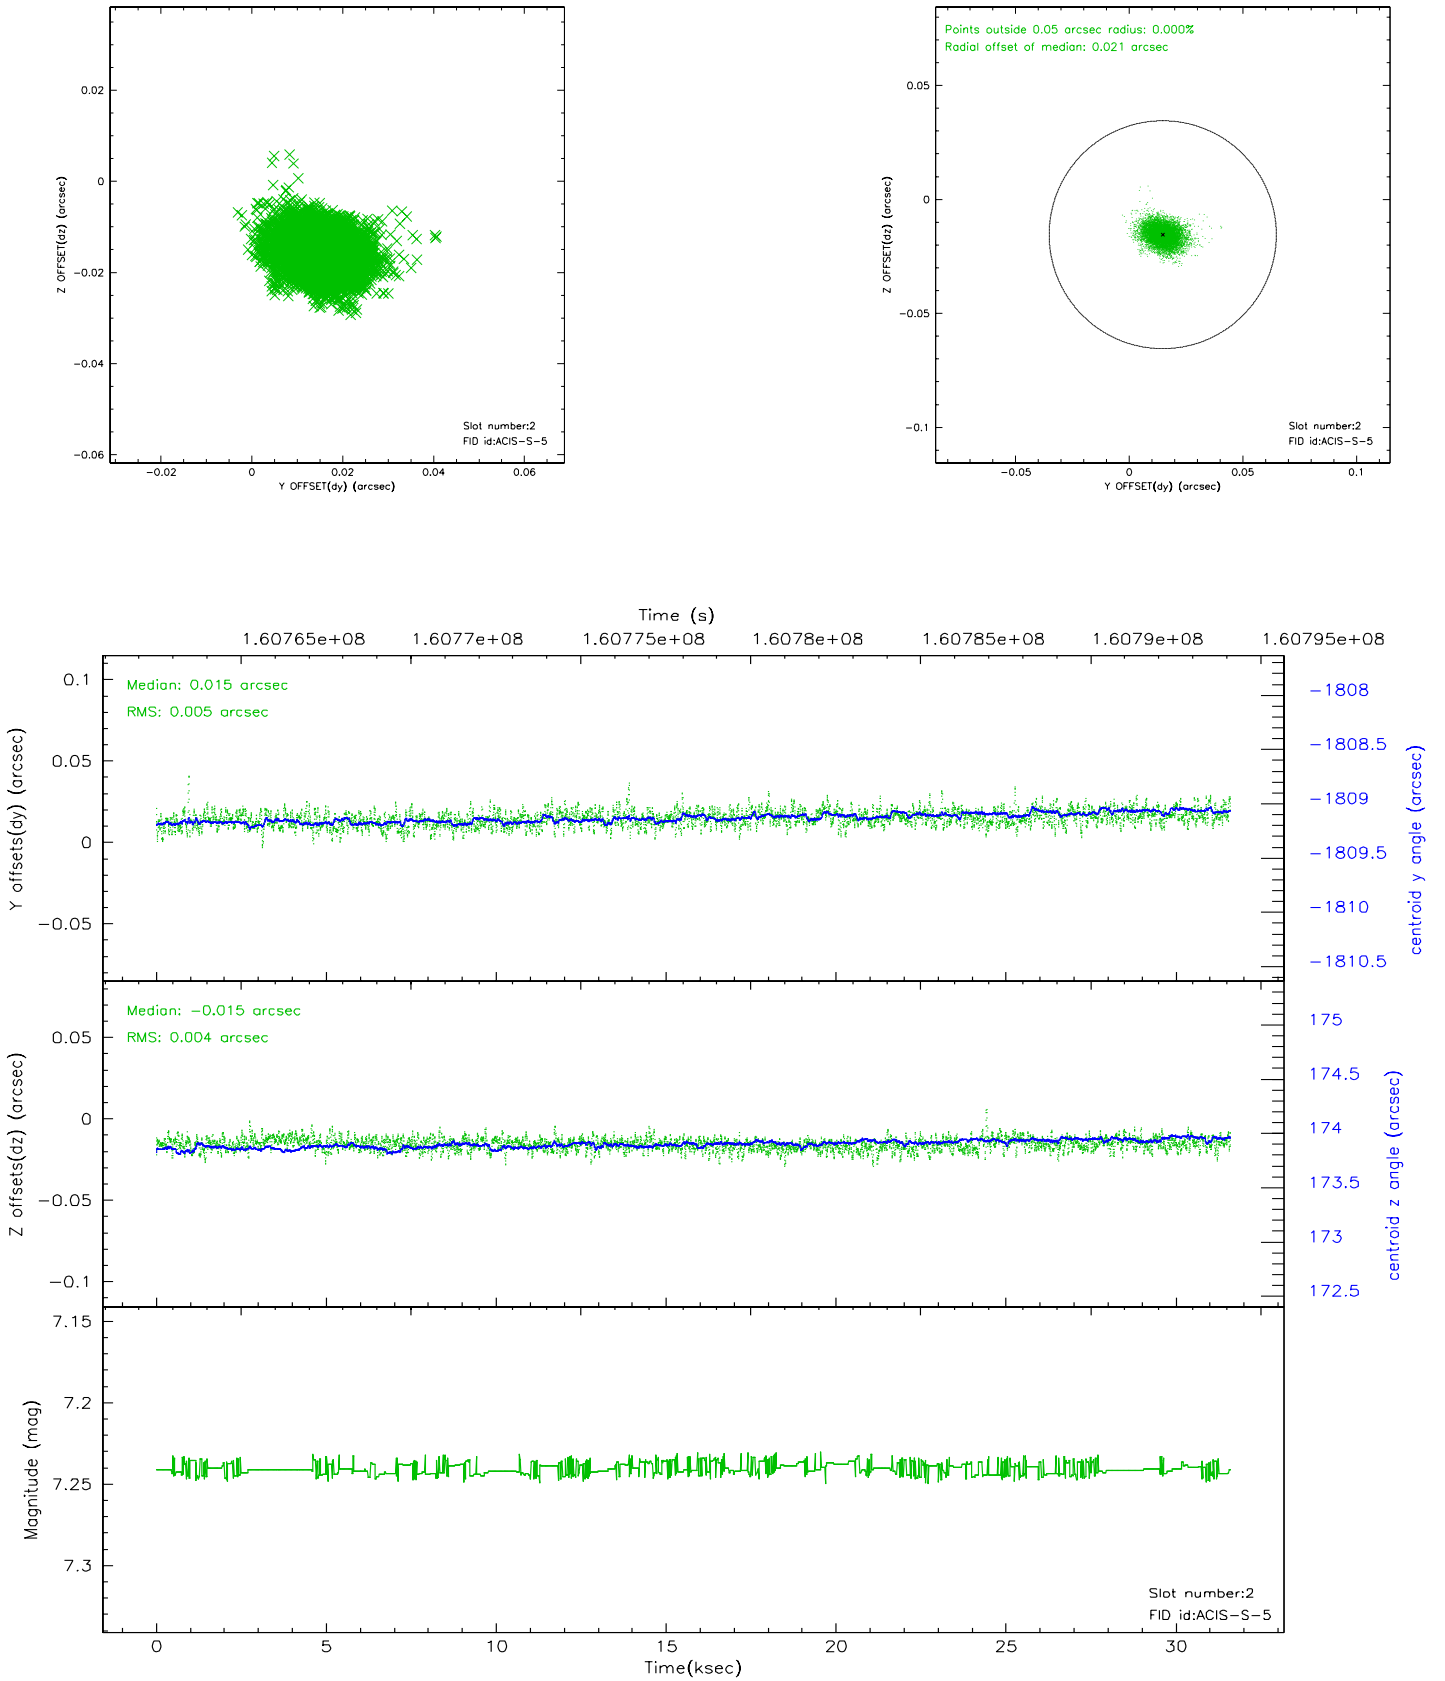 0.02
0
−0.02
−0.04
−0.06
Z OFFSET(dz) (arcsec)
−0.02 0 0.02 0.04 0.06
Y OFFSET(dy) (arcsec)
Slot number:2
FID id:ACIS−S−5
Points outside 0.05 arcsec radius: 0.000%
Radial offset of median: 0.021 arcsec
0.05
0
−0.05
−0.1
Z OFFSET(dz) (arcsec)
−0.05 0 0.05 0.1
Y OFFSET(dy) (arcsec)
Slot number:2
FID id:ACIS−S−5
Time (s)
1.60765e+08 1.6077e+08 1.60775e+08 1.6078e+08 1.60785e+08 1.6079e+08 1.60795e+08
Median: 0.015 arcsec
RMS: 0.005 arcsec
0.1
0.05
0
−0.05
Y offsets(dy) (arcsec)
−1808
−1808.5
−1809
−1809.5
−1810
−1810.5
centroid y angle (arcsec)
Median: −0.015 arcsec
RMS: 0.004 arcsec
0.05
0
−0.05
−0.1
Z offsets(dz) (arcsec)
175
174.5
174
173.5
173
172.5
centroid z angle (arcsec)
7.15
7.2
7.25
7.3
Magnitude (mag)
Slot number:2
FID id:ACIS−S−5
0 5 10 15 20 25 30
Time(ksec)